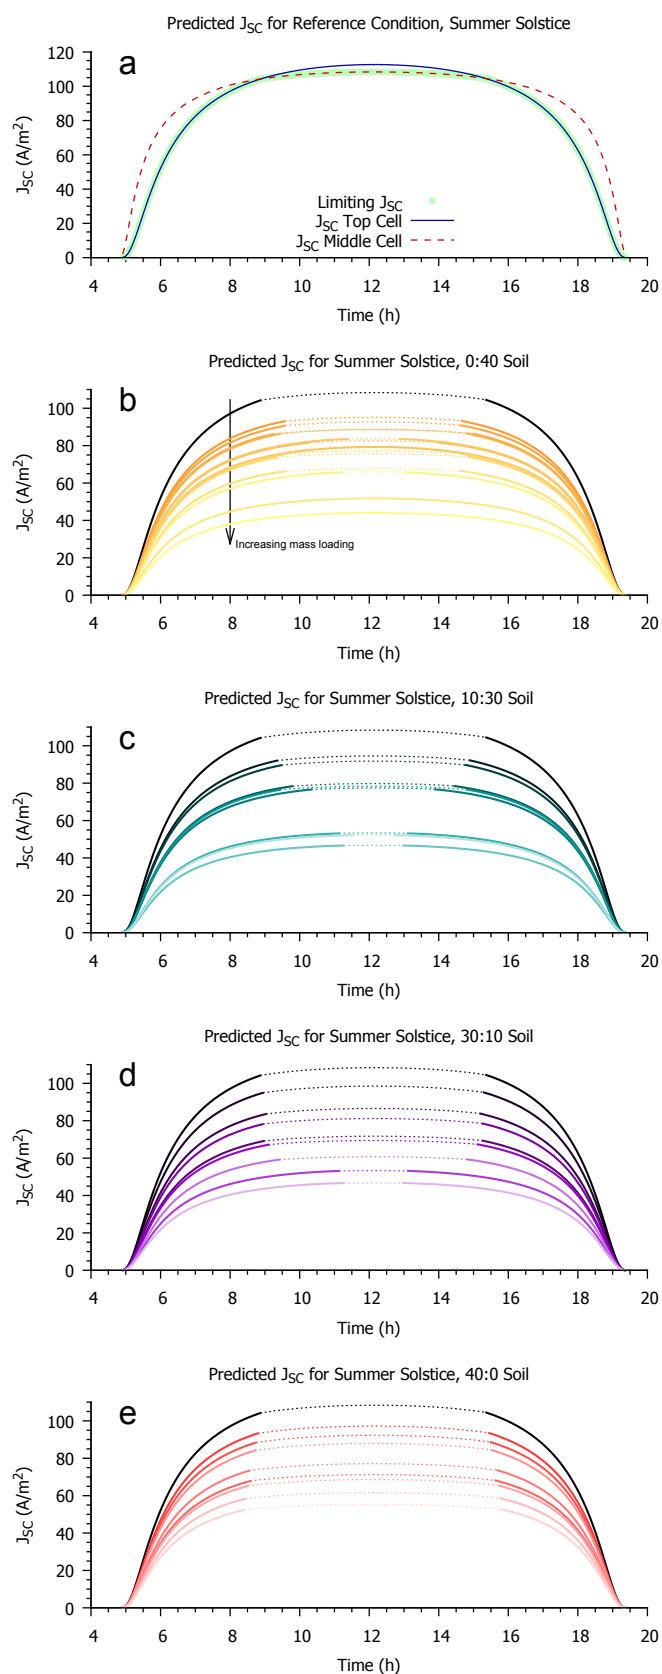 Predicted JSC for Reference Condition, Summer Solstice
a
120
100
80
60
40
20
0
JSC (A/m²)
Limiting JSC
JSC Top Cell
JSC Middle Cell
4 6 8 10 12 14 16 18 20
Time (h)
Predicted JSC for Summer Solstice, 0:40 Soil
b
100
80
60
40
20
0
JSC (A/m²)
Increasing mass loading
4 6 8 10 12 14 16 18 20
Time (h)
Predicted JSC for Summer Solstice, 10:30 Soil
c
100
80
60
40
20
0
JSC (A/m²)
4 6 8 10 12 14 16 18 20
Time (h)
Predicted JSC for Summer Solstice, 30:10 Soil
d
100
80
60
40
20
0
JSC (A/m²)
4 6 8 10 12 14 16 18 20
Time (h)
Predicted JSC for Summer Solstice, 40:0 Soil
e
100
80
60
40
20
0
JSC (A/m²)
4 6 8 10 12 14 16 18 20
Time (h)